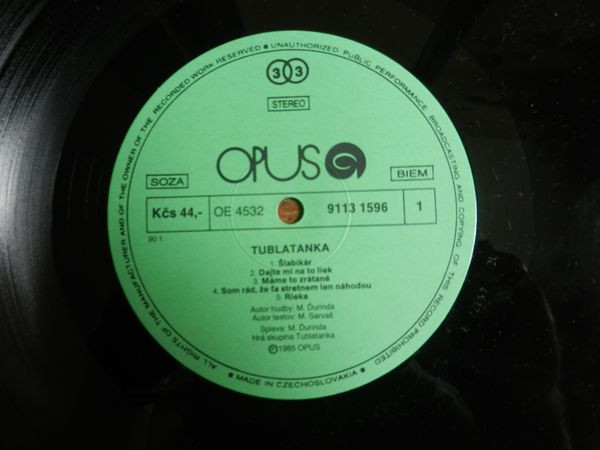 ALL RIGHTS OF THE MANUFACTURER AND OF THE OWNER OF THE RECORDED WORK RESERVED ● UNAUTHORIZED PUBLIC PERFORMANCE BROADCASTING AND COPYING OF THIS RECORD PROHIBITED
33
STEREO
OPUS
SOZA
BIEM
Kčs 44,-
OE 4532
9113 1596
1
90 1
TUBLATANKA
1. Šlabikár
2. Dajte mi na to liek
3. Máme to zrátané
4. Som rád, že ťa stretnem len náhodou
5. Rieka
Autor hudby: M. Ďurinda
Autor textov: M. Sarvaš
Spieva: M. Ďurinda
Hrá skupina Tublatanka
Ⓟ 1985 OPUS
● MADE IN CZECHOSLOVAKIA ●